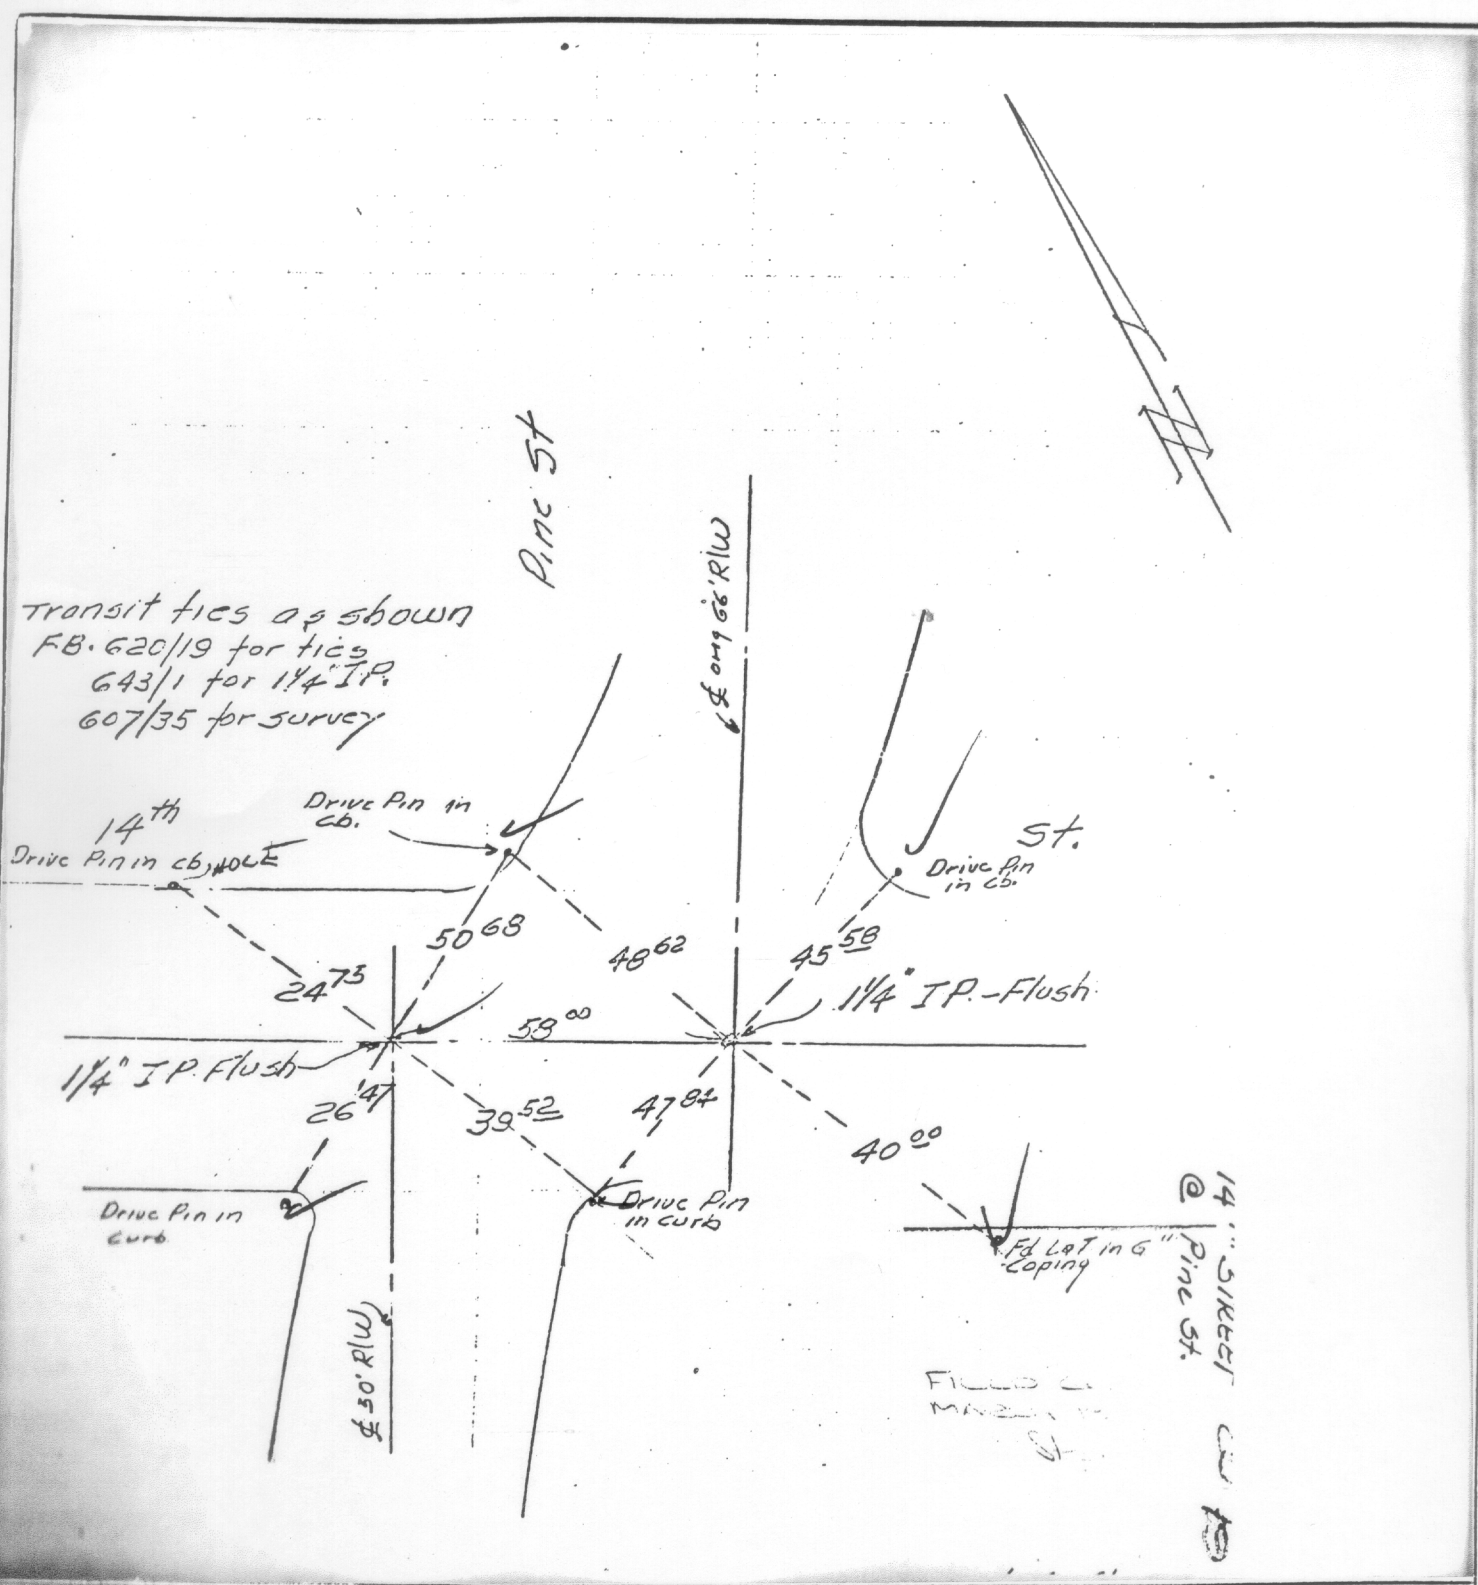 Pine St
₵ orig 66' R/W
Transit ties as shown
FB. 620/19 for ties
643/1 for 1¼" I.P.
607/35 for survey
14th
Drive Pin in
cb.
Drive Pin in cb, HOLE
St.
Drive Pin
in cb.
50 68
48 62
45 58
24 75
1¼" I P. - Flush
58 00
1¼" I P. Flush
26 47
39 52
47 84
40 00
Drive Pin in
curb
Drive Pin
in curb
Fd L&T in 6"
Coping
₵ 30' R/W
14th STREET
@ Pine St.